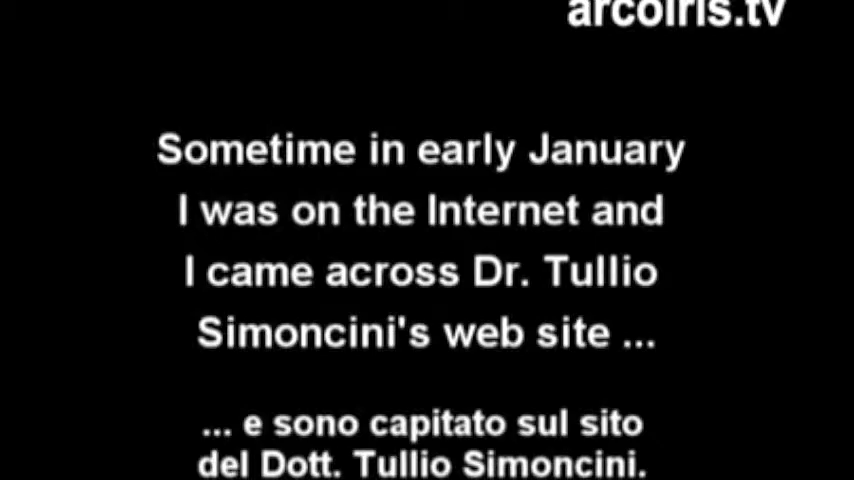 arcoiris.tv
Sometime in early January
I was on the Internet and
I came across Dr. Tullio
Simoncini's web site ...
... e sono capitato sul sito
del Dott. Tullio Simoncini.